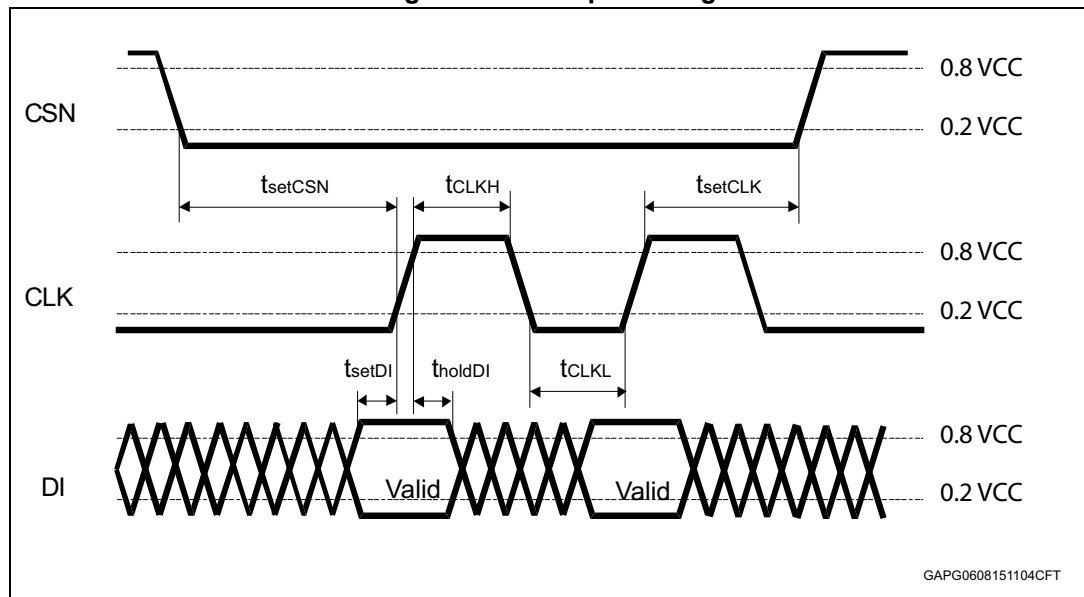 0.8 VCC
CSN
0.2 VCC
tsetCSN
tCLKH
tsetCLK
0.8 VCC
CLK
0.2 VCC
tsetDI
tholdDI
tCLKL
0.8 VCC
DI
Valid
Valid
0.2 VCC
GAPG0608151104CFT